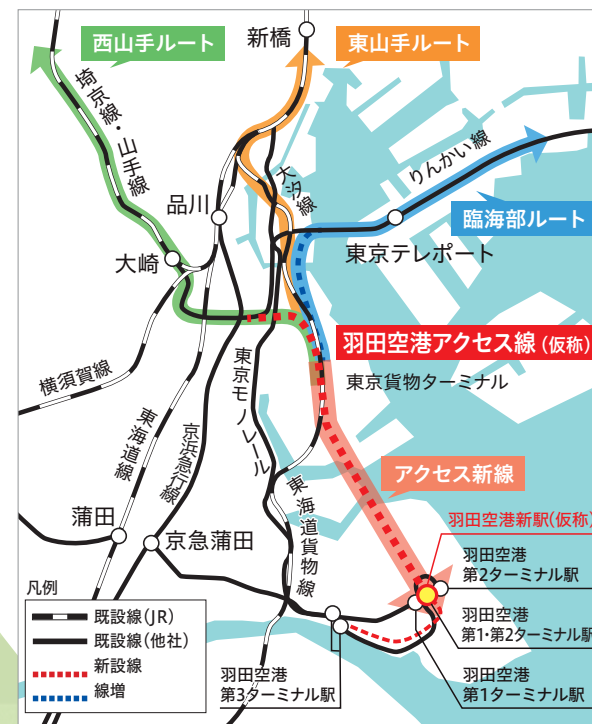 新橋
西山手ルート
東山手ルート
埼京線・山手線
大汐線
りんかい線
品川
臨海部ルート
大崎
東京テレポート
羽田空港アクセス線(仮称)
東京貨物ターミナル
横須賀線
東海道線
京浜急行線
東京モノレール
東海道貨物線
アクセス新線
蒲田
京急蒲田
羽田空港新駅(仮称)
羽田空港
第2ターミナル駅
羽田空港
第1・第2ターミナル駅
羽田空港
第1ターミナル駅
羽田空港
第3ターミナル駅
凡例
既設線(JR)
既設線(他社)
新設線
線増